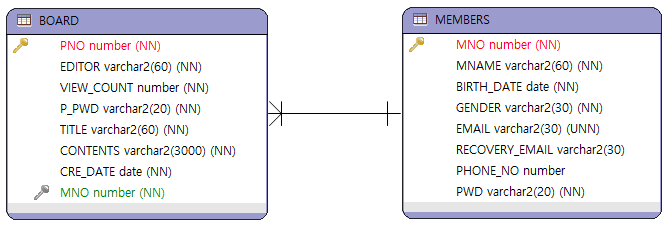 BOARD
PNO number (NN)
EDITOR varchar2(60) (NN)
VIEW_COUNT number (NN)
P_PWD varchar2(20) (NN)
TITLE varchar2(60) (NN)
CONTENTS varchar2(3000) (NN)
CRE_DATE date (NN)
MNO number (NN)
MEMBERS
MNO number (NN)
MNAME varchar2(60) (NN)
BIRTH_DATE date (NN)
GENDER varchar2(30) (NN)
EMAIL varchar2(30) (UNN)
RECOVERY_EMAIL varchar2(30)
PHONE_NO number
PWD varchar2(20) (NN)